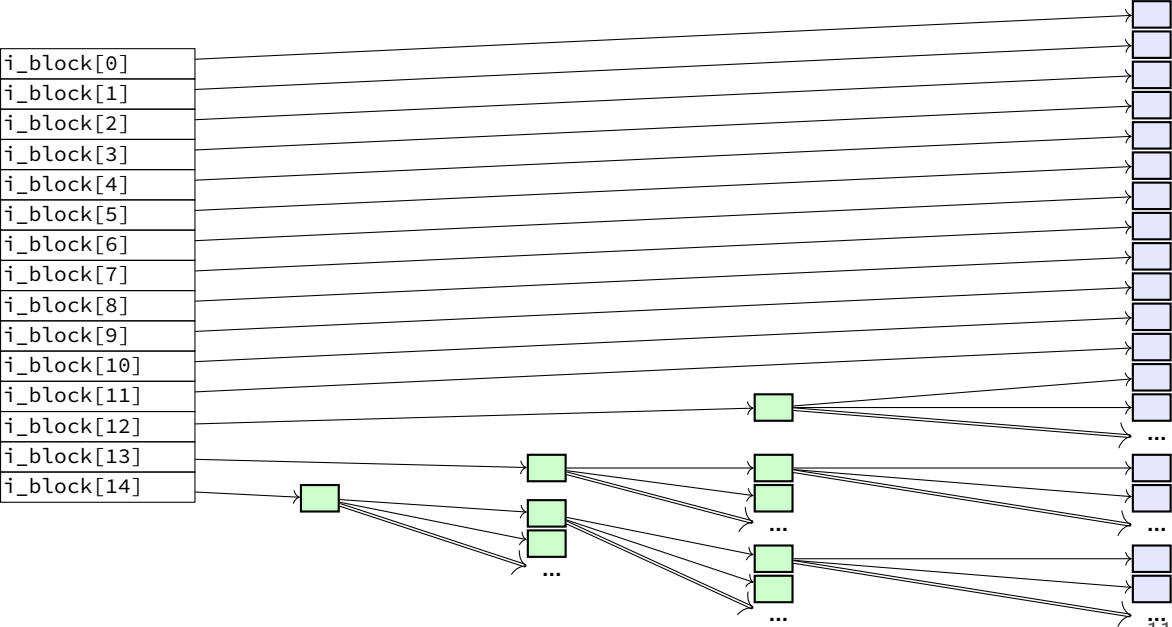 i_block[0]
i_block[1]
i_block[2]
i_block[3]
i_block[4]
i_block[5]
i_block[6]
i_block[7]
i_block[8]
i_block[9]
i_block[10]
i_block[11]
i_block[12]
...
i_block[13]
i_block[14]
...
...
...
...
...